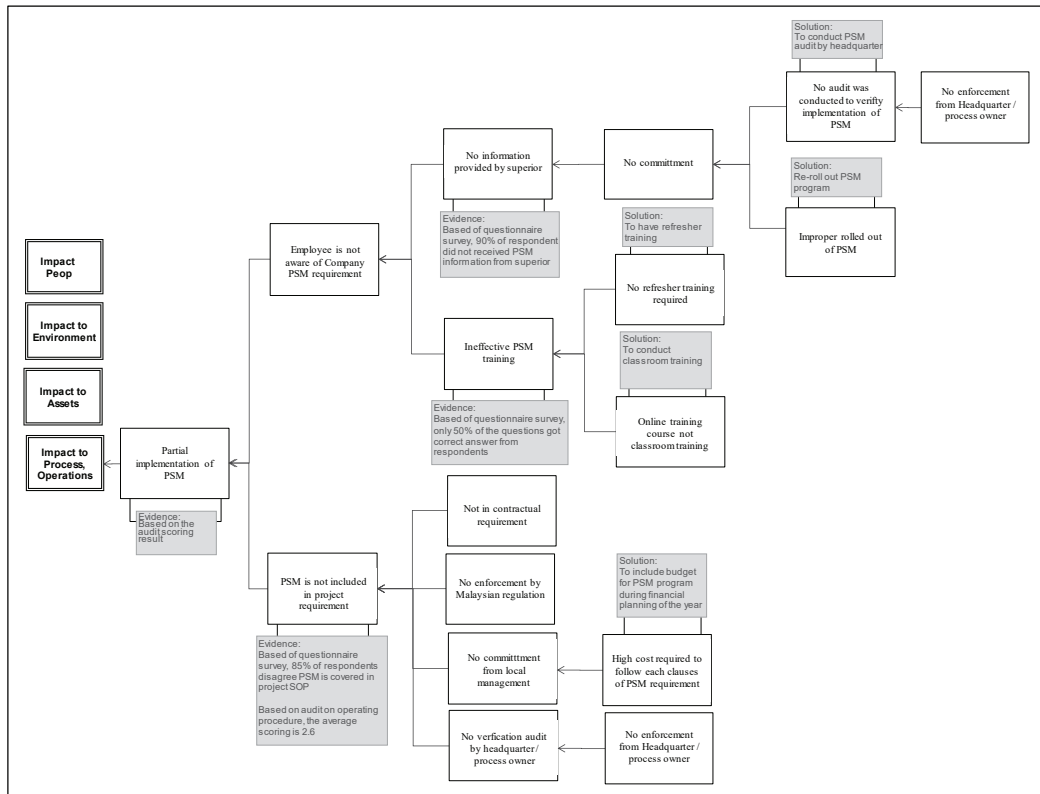 Solution:
To conduct PSM
audit by headquarter
No audit was
conducted to verifity
implementation of
PSM
No enforcement
from Headquarter /
process owner
No information
provided by superior
No committment
Solution:
Re-roll out PSM
program
Improper rolled out
of PSM
Evidence:
Based of questionnaire
survey, 90% of respondent
did not received PSM
information from superior
Solution:
To have refresher
training
No refresher training
required
Employee is not
aware of Company
PSM requirement
Impact
Peop
Impact to
Environment
Impact to
Assets
Impact to
Process,
Operations
Ineffective PSM
training
Solution:
To conduct
classroom training
Evidence:
Based of questionnaire survey,
only 50% of the questions got
correct answer from
respondents
Online training
course not
classroom training
Partial
implementation of
PSM
Evidence:
Based on the
audit scoring
result
Not in contractual
requirement
PSM is not included
in project
requirement
No enforcement by
Malaysian regulation
Solution:
To include budget
for PSM program
during financial
planning of the year
Evidence:
Based of questionnaire
survey, 85% of respondents
disagree PSM is covered in
project SOP
Based on audit on operating
procedure, the average
scoring is 2.6
No committtment
from local
management
High cost required to
follow each clauses
of PSM requirement
No verfication audit
by headquarter /
process owner
No enforcement
from Headquarter /
process owner